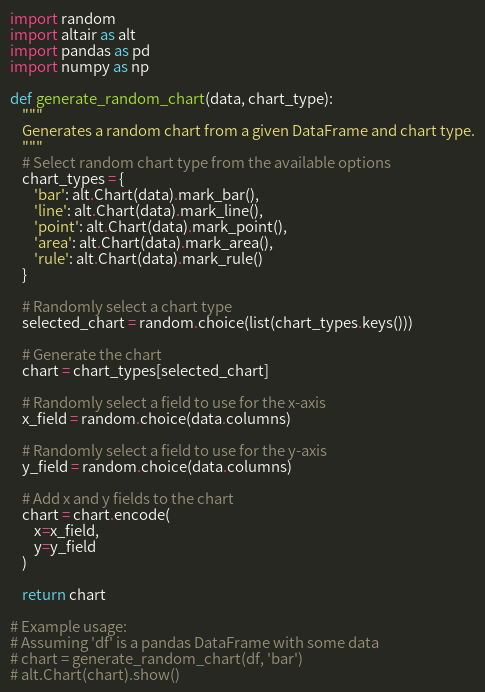 import random
import altair as alt
import pandas as pd
import numpy as np

def generate_random_chart(data, chart_type):
    """
    Generates a random chart from a given DataFrame and chart type.
    """
    # Select random chart type from the available options
    chart_types = {
        'bar': alt.Chart(data).mark_bar(),
        'line': alt.Chart(data).mark_line(),
        'point': alt.Chart(data).mark_point(),
        'area': alt.Chart(data).mark_area(),
        'rule': alt.Chart(data).mark_rule()
    }

    # Randomly select a chart type
    selected_chart = random.choice(list(chart_types.keys()))

    # Generate the chart
    chart = chart_types[selected_chart]

    # Randomly select a field to use for the x-axis
    x_field = random.choice(data.columns)

    # Randomly select a field to use for the y-axis
    y_field = random.choice(data.columns)

    # Add x and y fields to the chart
    chart = chart.encode(
        x=x_field,
        y=y_field
    )

    return chart

# Example usage:
# Assuming 'df' is a pandas DataFrame with some data
# chart = generate_random_chart(df, 'bar')
# alt.Chart(chart).show()